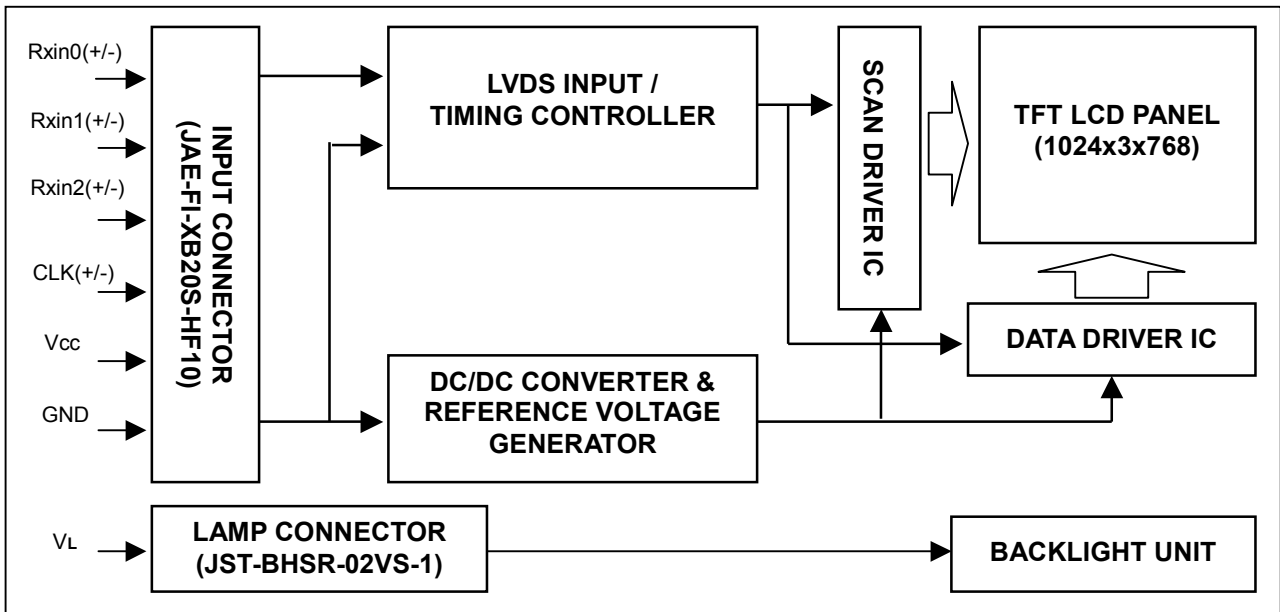 Rxin0(+/-)
Rxin1(+/-)
Rxin2(+/-)
CLK(+/-)
Vcc
GND
VL
INPUT CONNECTOR
(JAE-FI-XB20S-HF10)
LVDS INPUT /
TIMING CONTROLLER
SCAN DRIVER IC
TFT LCD PANEL
(1024x3x768)
DATA DRIVER IC
DC/DC CONVERTER &
REFERENCE VOLTAGE
GENERATOR
LAMP CONNECTOR
(JST-BHSR-02VS-1)
BACKLIGHT UNIT